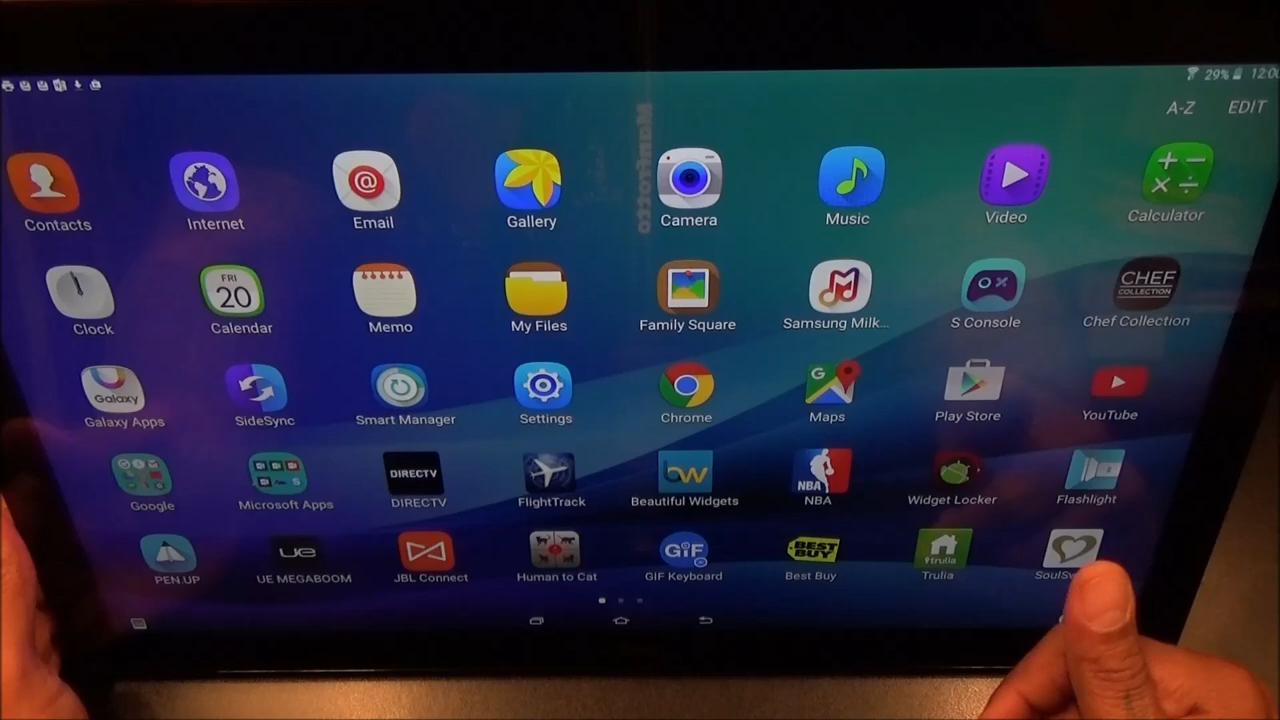 29% 12:00
A-Z EDIT
Contacts Internet Email Gallery Camera Music Video Calculator
FRI
20
CHEF
COLLECTION
Clock Calendar Memo My Files Family Square Samsung Milk... S Console Chef Collection
Galaxy
G
Galaxy Apps SideSync Smart Manager Settings Chrome Maps Play Store YouTube
DIRECTV
bw
NBA
Google Microsoft Apps DIRECTV FlightTrack Beautiful Widgets NBA Widget Locker Flashlight
UE
GiF
BEST
BUY
trulia
PEN.UP UE MEGABOOM JBL Connect Human to Cat GIF Keyboard Best Buy Trulia